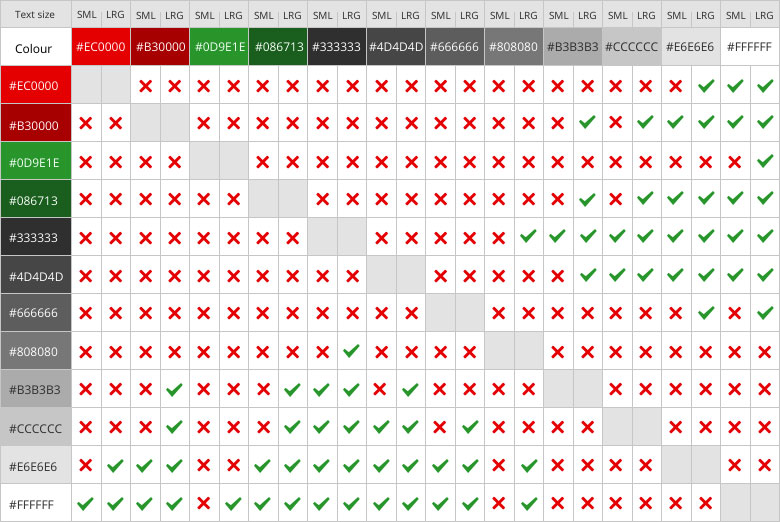 Text size SML LRG SML LRG SML LRG SML LRG SML LRG SML LRG SML LRG SML LRG SML LRG SML LRG SML LRG SML LRG
Colour #EC0000 #B30000 #0D9E1E #086713 #333333 #4D4D4D #666666 #808080 #B3B3B3 #CCCCCC #E6E6E6 #FFFFFF
#EC0000
#B30000
#0D9E1E
#086713
#333333
#4D4D4D
#666666
#808080
#B3B3B3
#CCCCCC
#E6E6E6
#FFFFFF